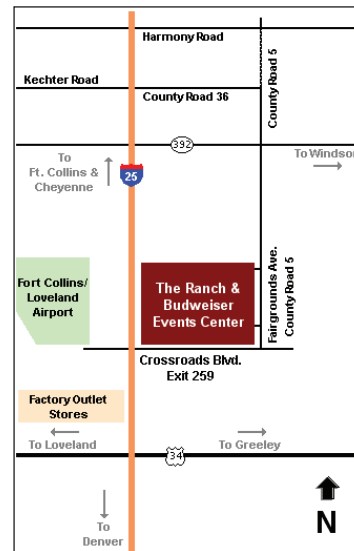 Harmony Road
Kechter Road
County Road 36
County Road 5
392
To
Ft. Collins &
Cheyenne
To Windsor
25
Fort Collins/
Loveland
Airport
The Ranch &
Budweiser
Events Center
Fairgrounds Ave.
County Road 5
Crossroads Blvd.
Exit 259
Factory Outlet
Stores
To Loveland
To Greeley
34
To
Denver
N